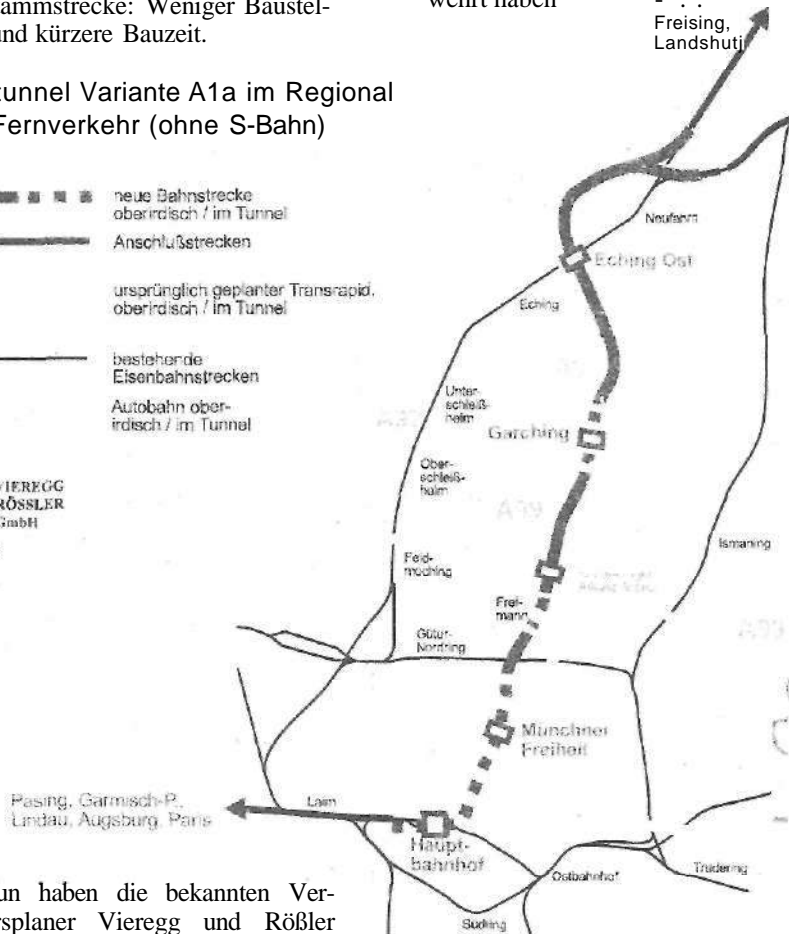 ammstrecke: Weniger Baustel-
und kürzere Bauzeit.
wehrt haben
Freising,
Landshut
tunnel Variante A1a im Regional
Fernverkehr (ohne S-Bahn)
neue Bahnstrecke
oberirdisch / im Tunnel
Anschlußstrecken
ursprünglich geplanter Transrapid.
oberirdisch / im Tunnel
bestehende
Eisenbahnstrecken
Autobahn ober-
irdisch / im Tunnel
VIEREGG
RÖSSLER
GmbH
Neufahrn
Eching Ost
Eching
Unter-
schleiß-
heim
Garching
Ober-
schleiß-
heim
A99
Ismaning
Feld-
moching
Frei-
mann
Güter-
Nordring
Münchner
Freiheit
Pasing, Garmisch-P.,
Lindau, Augsburg, Paris
Laim
Haupt-
bahnhof
Ostbahnhof
Trudering
Südring
un haben die bekannten Ver-
rsplaner Vieregg und Rößler